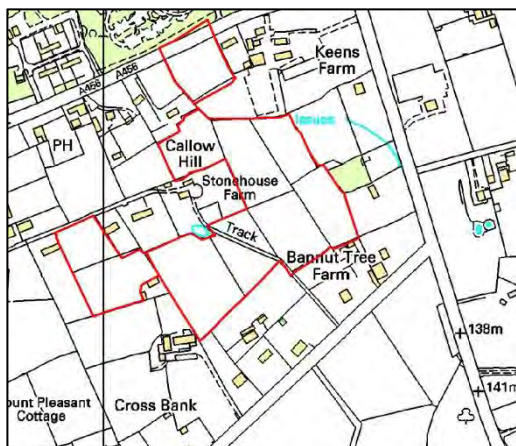 A456
A456
Keens
Farm
Issues
PH
Callow
Hill
Stonehouse
Farm
Track
Bannut Tree
Farm
138m
141m
ount Pleasant
Cottage
Cross Bank